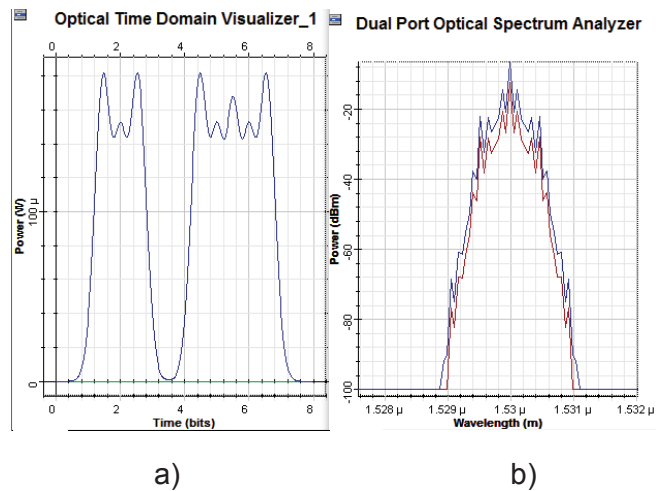 Optical Time Domain Visualizer_1
0 2 4 6 8
Power (W)
100 µ
0
0 2 4 6 8
Time (bits)
a)
Dual Port Optical Spectrum Analyzer
Power (dBm)
-20
-40
-60
-80
-100
1.528 µ 1.529 µ 1.53 µ 1.531 µ 1.532 µ
Wavelength (m)
b)